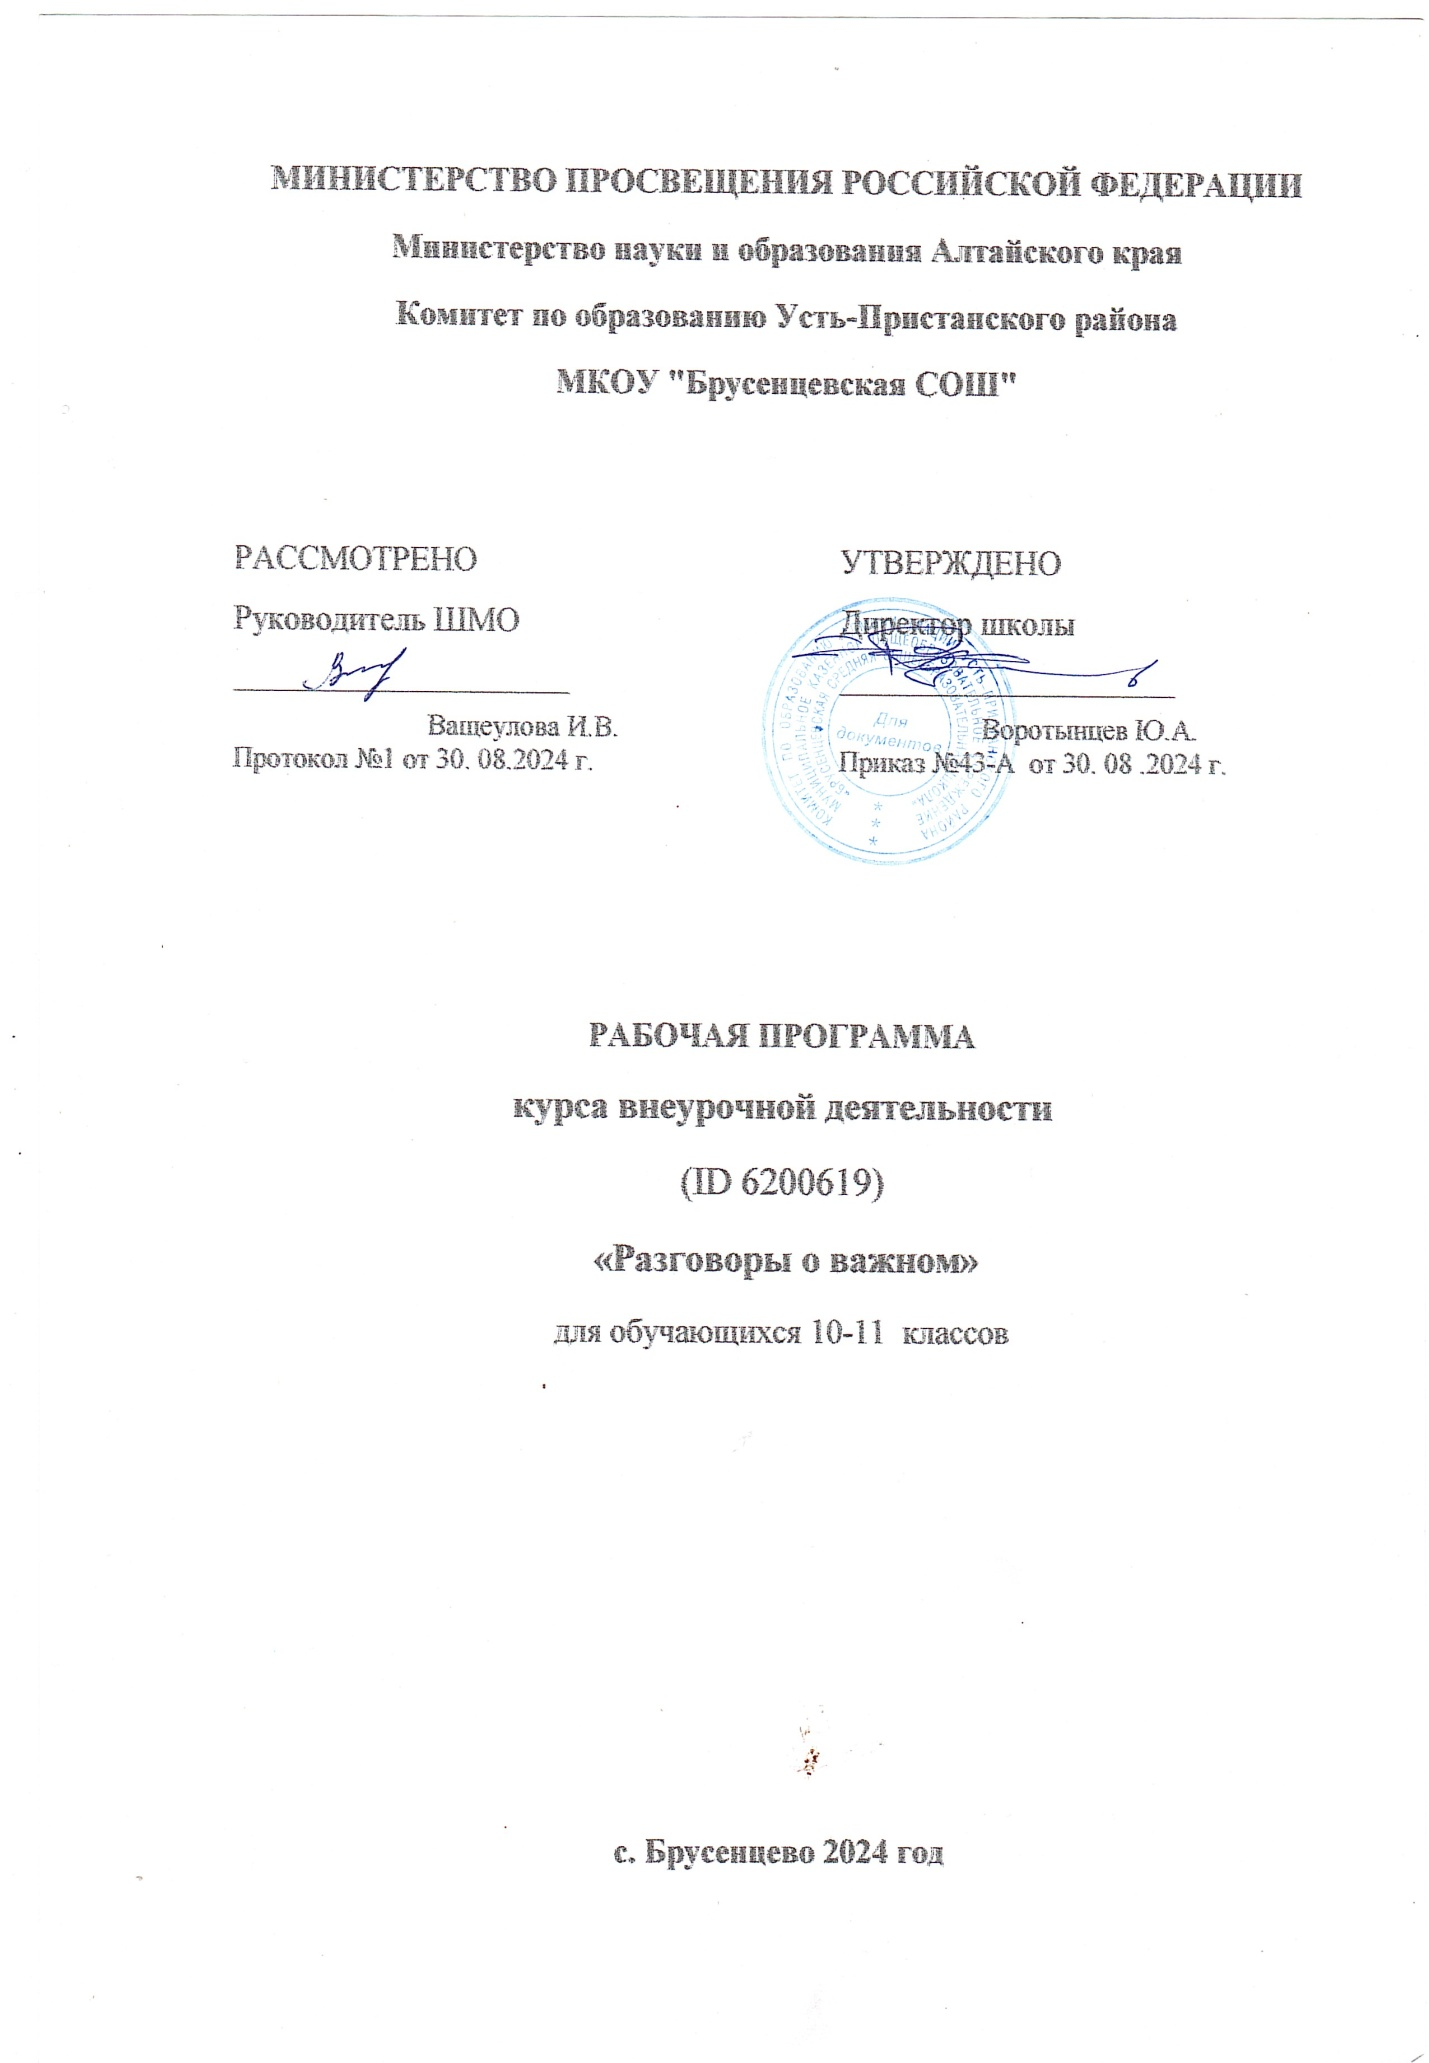 МИНИСТЕРСТВО ПРОСВЕЩЕНИЯ РОССИЙСКОЙ ФЕДЕРАЦИИ
Министерство науки и образования Алтайского края
Комитет по образованию Усть-Пристанского района
МКОУ "Брусенцевская СОШ"
РАССМОТРЕНО
Руководитель ШМО
Ващеулова И.В.
Протокол №1 от 30. 08.2024 г.
УТВЕРЖДЕНО
Директор школы
Воротынцев Ю.А.
Приказ №43-А от 30. 08 .2024 г.
Для
документов
РАБОЧАЯ ПРОГРАММА
курса внеурочной деятельности
(ID 6200619)
«Разговоры о важном»
для обучающихся 10-11 классов
с. Брусенцево 2024 год